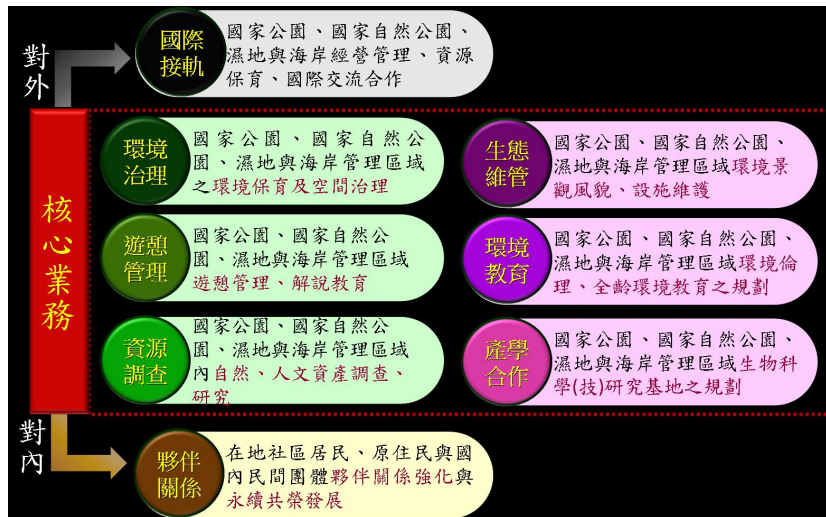 對外
國際
接軌
國家公園、國家自然公園、
濕地與海岸經營管理、資源
保育、國際交流合作
核心業務
環境
治理
國家公園、國家自然公
園、濕地與海岸管理區域
之環境保育及空間治理
生態
維管
國家公園、國家自然公園、
濕地與海岸管理區域環境景
觀風貌、設施維護
遊憩
管理
國家公園、國家自然公
園、濕地與海岸管理區域
遊憩管理、解說教育
環境
教育
國家公園、國家自然公園、
濕地與海岸管理區域環境倫
理、全齡環境教育之規劃
資源
調查
國家公園、國家自然公
園、濕地與海岸管理區域
內自然、人文資產調查、
研究
產學
合作
國家公園、國家自然公園、
濕地與海岸管理區域生物科
學(技)研究基地之規劃
對內
夥伴
關係
在地社區居民、原住民與國
內民間團體夥伴關係強化與
永續共榮發展